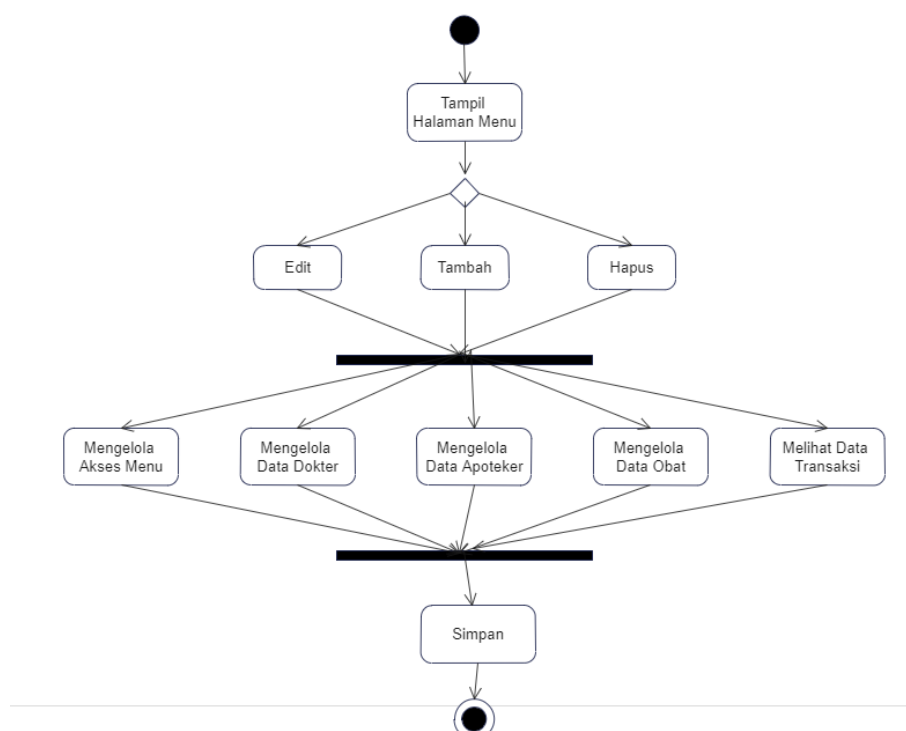 Tampil
Halaman Menu
Edit
Tambah
Hapus
Mengelola
Akses Menu
Mengelola
Data Dokter
Mengelola
Data Apoteker
Mengelola
Data Obat
Melihat Data
Transaksi
Simpan